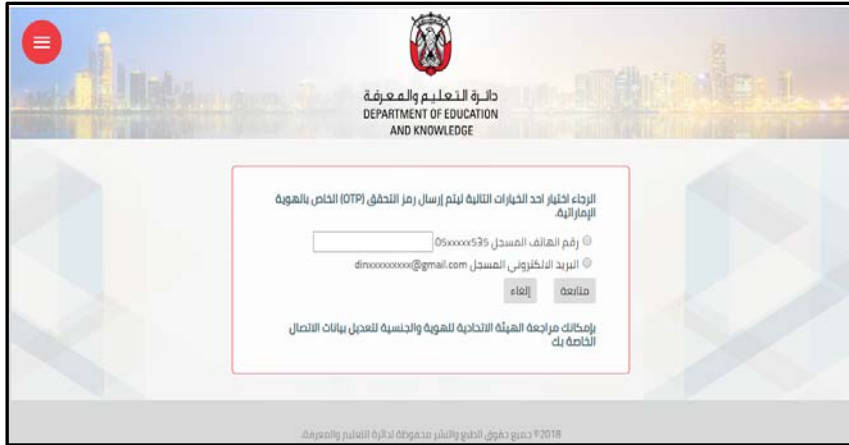 دائـرة التـعـلـيـم والـمـعـرفـة
DEPARTMENT OF EDUCATION
AND KNOWLEDGE
الرجاء اختيار احد الخيارات التالية ليتم إرسال رمز التحقق (OTP) الخاص بالهوية
الإماراتية.
رقم الهاتف المسجل 05xxxxx535
البريد الالكتروني المسجل dinxxxxxxxxxx@gmail.com
متابعة إلغاء
بإمكانك مراجعة الهيئة الاتحادية للهوية والجنسية لتعديل بيانات الاتصال
الخاصة بك
2018© جميع حقوق الطبع والنشر محفوظة لدائرة التعليم والمعرفة.